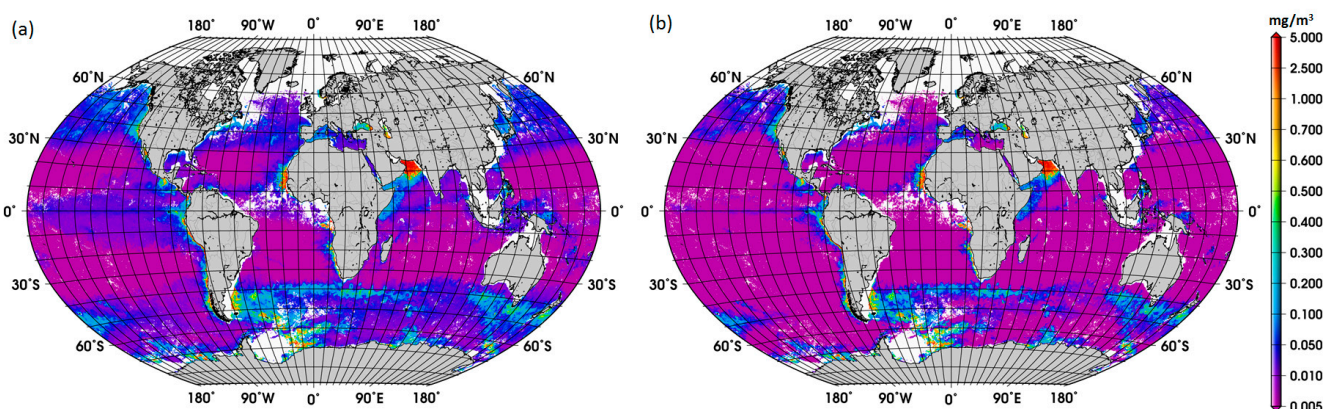 (a)
180° 90°W 0° 90°E 180°
60°N 60°N
30°N 30°N
0° 0°
30°S 30°S
60°S 60°S
180° 90°W 0° 90°E 180°
(b)
180° 90°W 0° 90°E 180°
60°N 60°N
30°N 30°N
0° 0°
30°S 30°S
60°S 60°S
180° 90°W 0° 90°E 180°
mg/m³
5.000
2.500
1.000
0.700
0.600
0.500
0.400
0.300
0.200
0.100
0.050
0.010
0.005